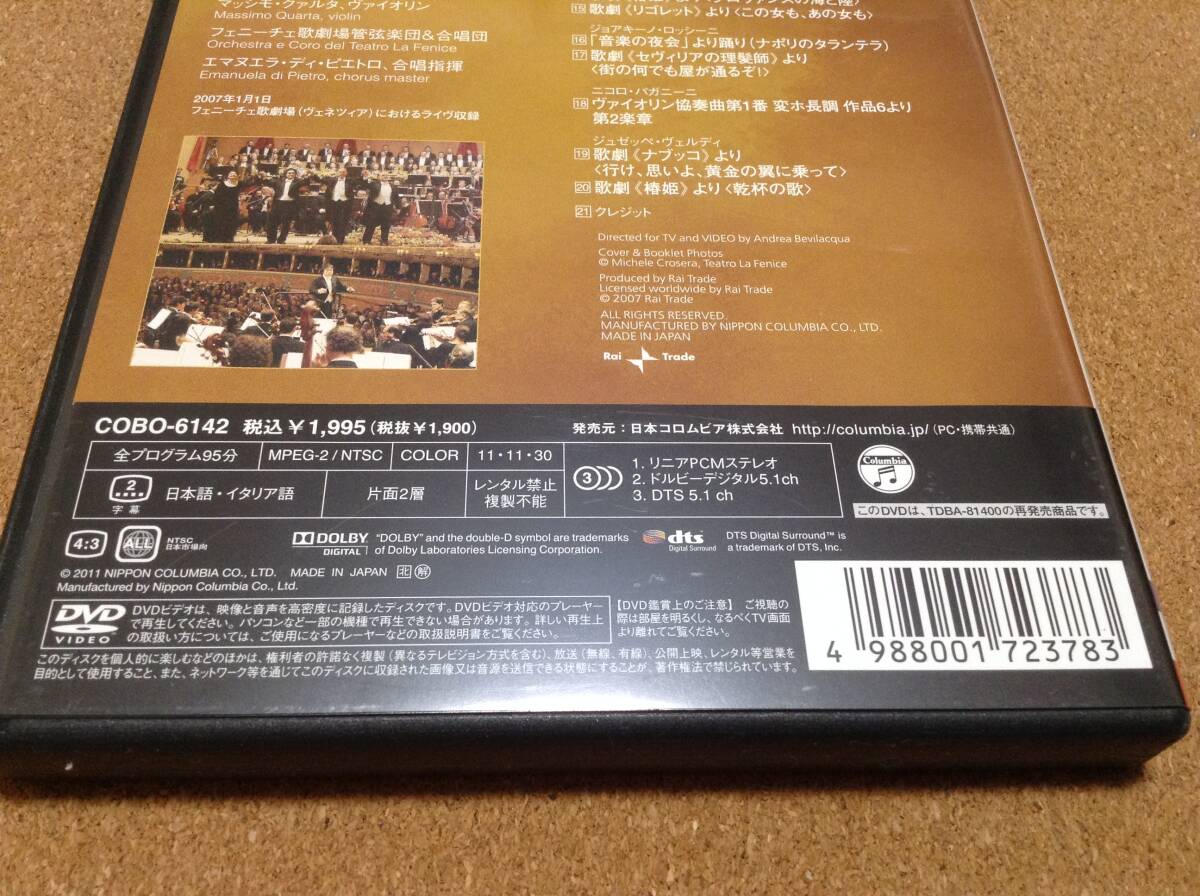 マッシモ・クァルタ、ヴァイオリン
Massimo Quarta, violin
フェニーチェ歌劇場管弦楽団&合唱団
Orchestra e Coro del Teatro La Fenice
エマヌエラ・ディ・ピエトロ、合唱指揮
Emanuela di Pietro, chorus master
2007年1月1日
フェニーチェ歌劇場(ヴェネツィア)におけるライヴ収録
15 歌劇《リゴレット》より〈この女も、あの女も〉
ジョアキーノ・ロッシーニ
16 「音楽の夜会」より踊り(ナポリのタランテラ)
17 歌劇《セヴィリアの理髪師》より
〈街の何でも屋が通るぞ!〉
ニコロ・パガニーニ
18 ヴァイオリン協奏曲第1番 変ホ長調 作品6より
第2楽章
ジュゼッペ・ヴェルディ
19 歌劇《ナブッコ》より
〈行け、思いよ、黄金の翼に乗って〉
20 歌劇《椿姫》より〈乾杯の歌〉
21 クレジット
Directed for TV and VIDEO by Andrea Bevilacqua
Cover & Booklet Photos
© Michele Crosera, Teatro La Fenice
Produced by Rai Trade
Licensed worldwide by Rai Trade
© 2007 Rai Trade
ALL RIGHTS RESERVED.
MANUFACTURED BY NIPPON COLUMBIA CO., LTD.
MADE IN JAPAN
Rai Trade
COBO-6142 税込¥1,995(税抜¥1,900)
発売元:日本コロムビア株式会社 http://columbia.jp/(PC・携帯共通)
全プログラム95分 MPEG-2 / NTSC COLOR 11・11・30
2 字幕 日本語・イタリア語 片面2層 レンタル禁止
複製不能
3
1. リニアPCMステレオ
2. ドルビーデジタル5.1ch
3. DTS 5.1 ch
Columbia
このDVDは、TDBA-81400の再発売商品です。
4:3 ALL NTSC
日本市場向
DOLBY DIGITAL
"DOLBY" and the double-D symbol are trademarks
of Dolby Laboratories Licensing Corporation.
dts Digital Surround
DTS Digital Surround™ is
a trademark of DTS, Inc.
© 2011 NIPPON COLUMBIA CO., LTD. MADE IN JAPAN 北 解
Manufactured by Nippon Columbia Co., Ltd.
DVD VIDEO
DVDビデオは、映像と音声を高密度に記録したディスクです。DVDビデオ対応のプレーヤー
で再生してください。パソコンなど一部の機種で再生できない場合があります。詳しい再生上
の取扱い方については、ご使用になるプレーヤーなどの取扱説明書をご覧ください。
【DVD鑑賞上のご注意】 ご視聴の
際は部屋を明るくし、なるべくTV画面
より離れてご覧ください。
このディスクを個人的に楽しむなどのほかは、権利者の許諾なく複製(異なるテレビジョン方式を含む)、放送(無線、有線)、公開上映、レンタル等営業を
目的として使用すること、また、ネットワーク等を通じてこのディスクに収録された映像又は音源を送信できる状態にすることが、著作権法で禁じられています。
4 988001 723783